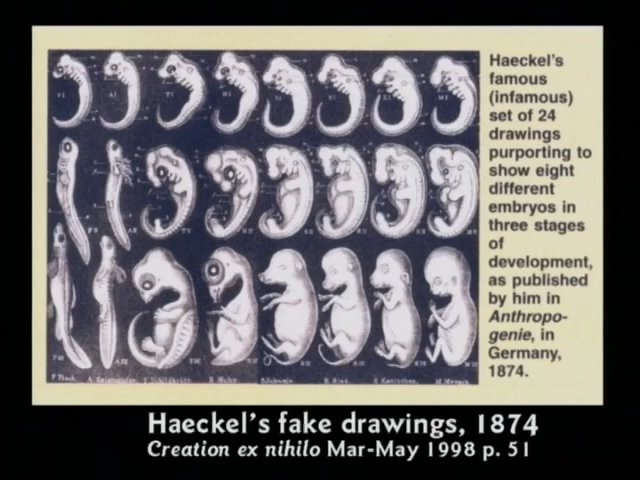 Haeckel's
famous
(infamous)
set of 24
drawings
purporting to
show eight
different
embryos in
three stages
of
development,
as published
by him in
Anthropo-
genie, in
Germany,
1874.
Haeckel's fake drawings, 1874
Creation ex nihilo Mar-May 1998 p. 51